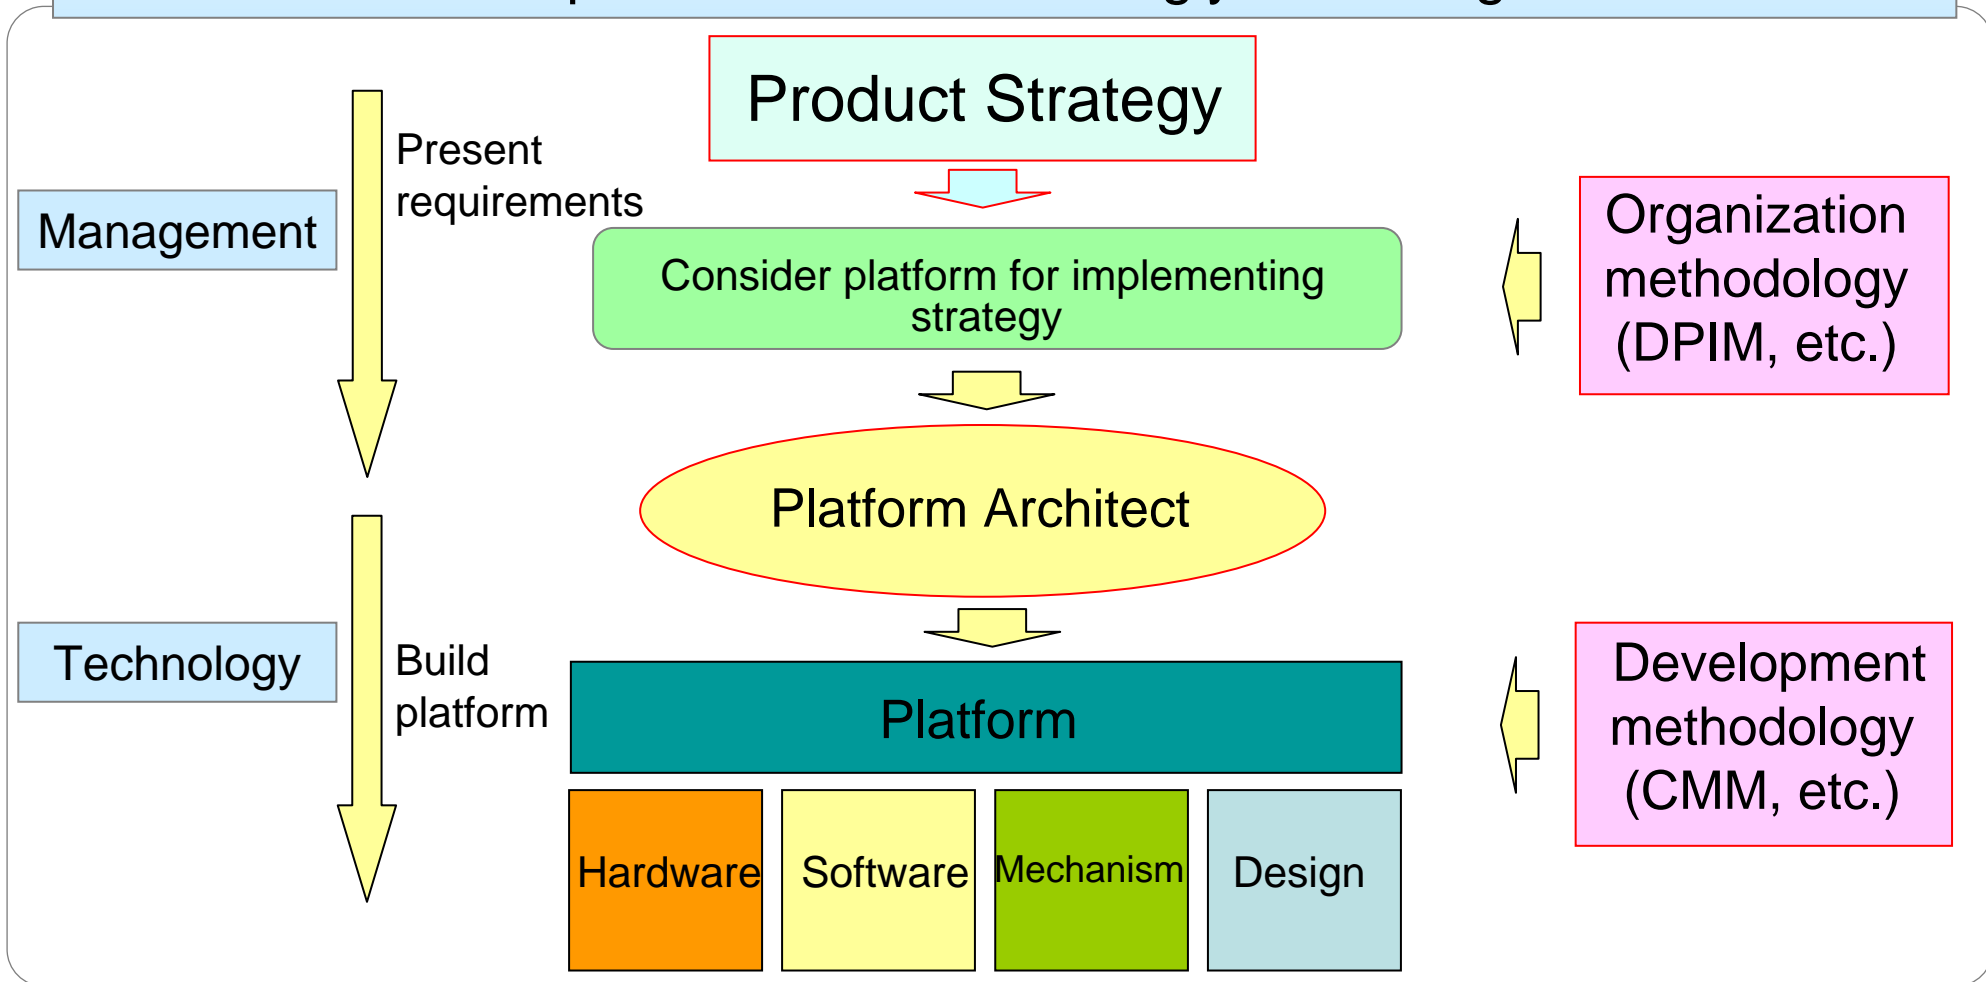 Product Strategy
Present
requirements
Management
Consider platform for implementing
strategy
Organization
methodology
(DPIM, etc.)
Platform Architect
Technology
Build
platform
Platform
Development
methodology
(CMM, etc.)
Hardware
Software
Mechanism
Design